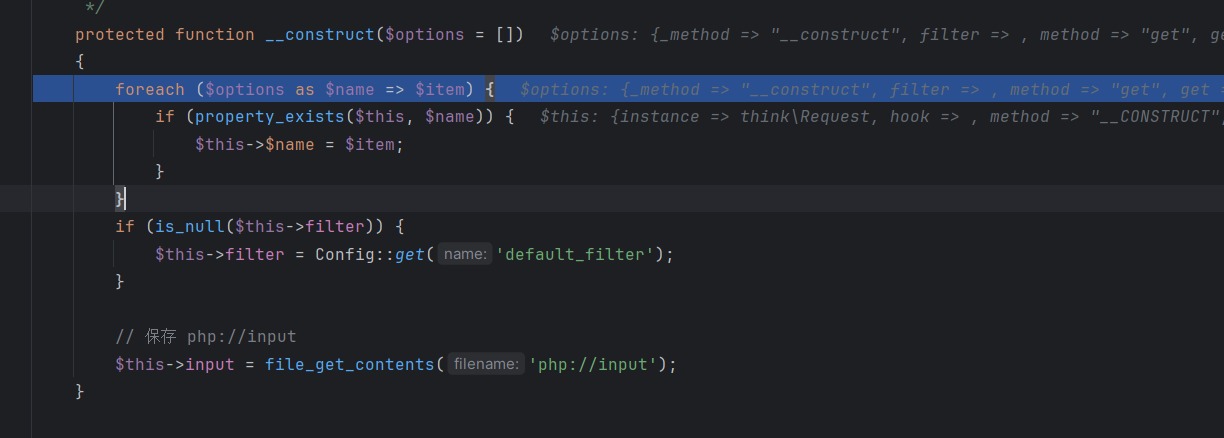 */
protected function __construct($options = []) $options: {_method => "__construct", filter => , method => "get", ge
{
foreach ($options as $name => $item) { $options: {_method => "__construct", filter => , method => "get", get =
if (property_exists($this, $name)) { $this: {instance => think\Request, hook => , method => "__CONSTRUCT",
$this->$name = $item;
}
}
if (is_null($this->filter)) {
$this->filter = Config::get( name: 'default_filter');
}
// 保存 php://input
$this->input = file_get_contents( filename: 'php://input');
}